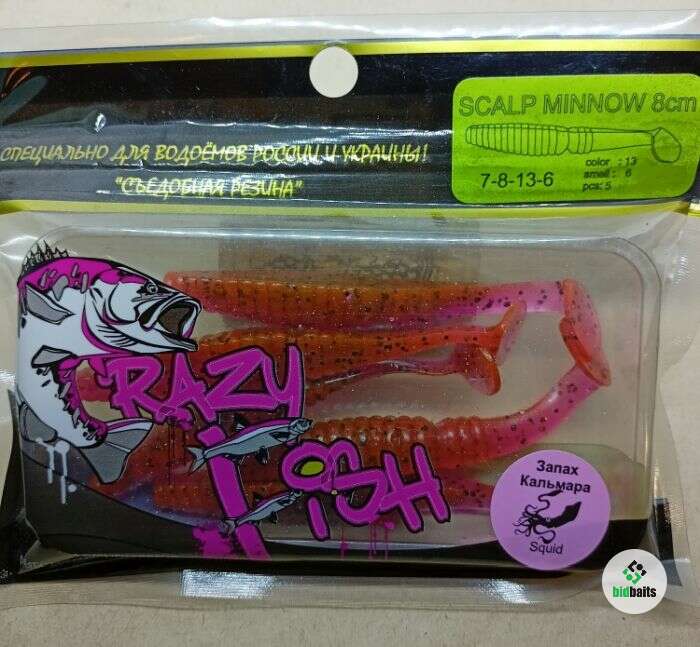 СПЕЦИАЛЬНО ДЛЯ ВОДОЁМОВ РОССИИ И УКРАИНЫ!
"СЪЕДОБНАЯ РЕЗИНА"
SCALP MINNOW 8cm
7-8-13-6
color : 13
smell : 6
pcs: 5
CRAZY
FISH
Запах
Кальмара
Squid
bidbaits